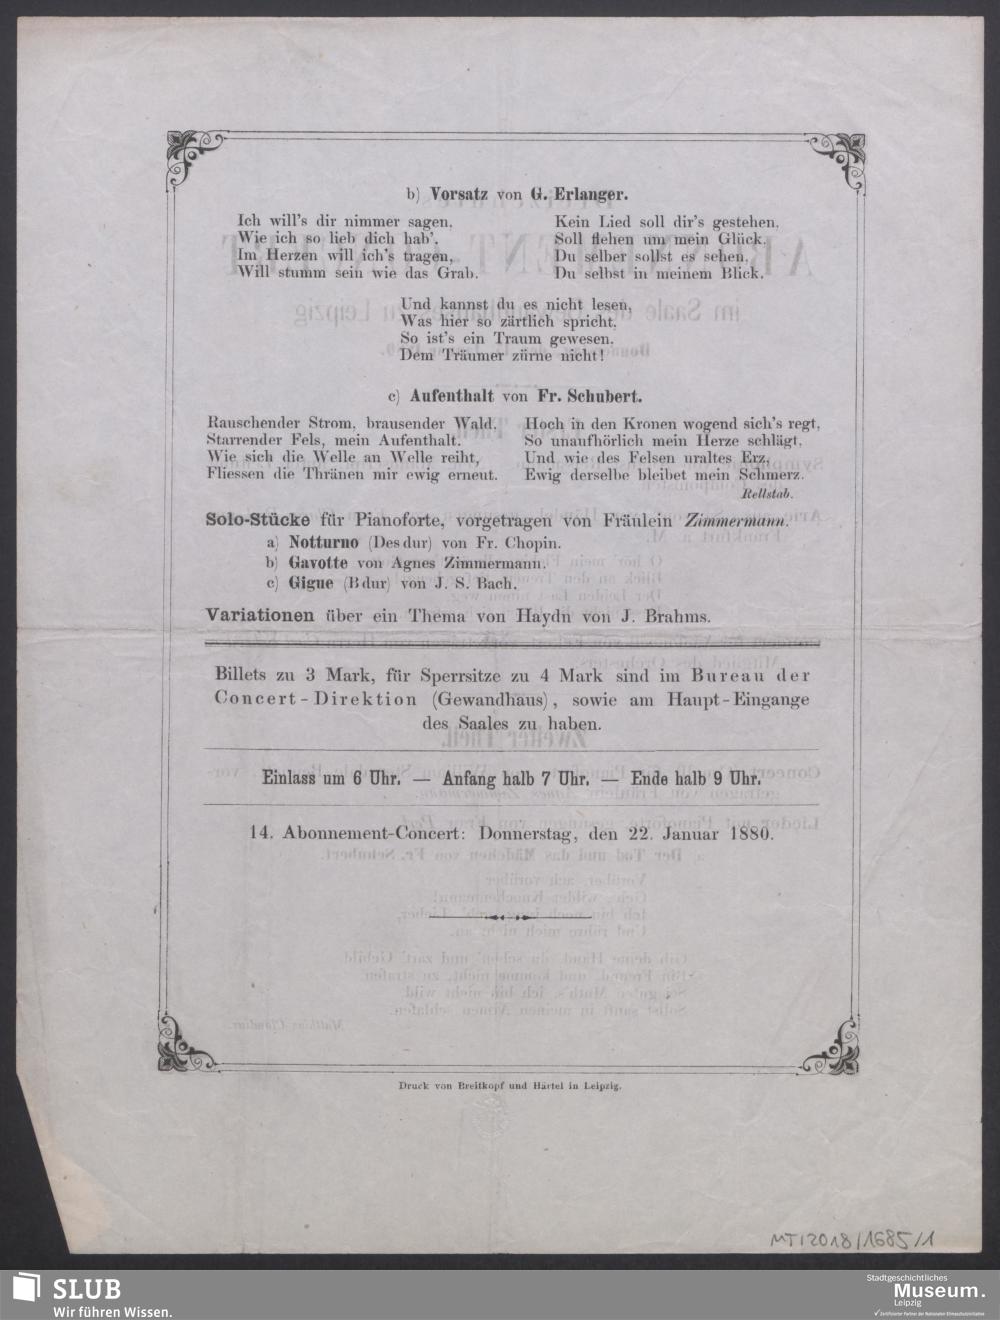 b) Vorsatz von G. Erlanger.
Ich will's dir nimmer sagen,
Wie ich so lieb dich hab'.
Im Herzen will ich's tragen,
Will stumm sein wie das Grab.
Kein Lied soll dir's gestehen,
Soll flehen um mein Glück.
Du selber sollst es sehen,
Du selbst in meinem Blick.
Und kannst du es nicht lesen,
Was hier so zärtlich spricht,
So ist's ein Traum gewesen.
Dem Träumer zürne nicht!
c) Aufenthalt von Fr. Schubert.
Rauschender Strom, brausender Wald,
Starrender Fels, mein Aufenthalt.
Wie sich die Welle an Welle reiht,
Fliessen die Thränen mir ewig erneut.
Hoch in den Kronen wogend sich's regt,
So unaufhörlich mein Herze schlägt,
Und wie des Felsen uraltes Erz,
Ewig derselbe bleibet mein Schmerz.
Rellstab.
Solo-Stücke für Pianoforte, vorgetragen von Fräulein Zimmermann.
a) Notturno (Des dur) von Fr. Chopin.
b) Gavotte von Agnes Zimmermann.
c) Gigue (B dur) von J. S. Bach.
Variationen über ein Thema von Haydn von J. Brahms.
Billets zu 3 Mark, für Sperrsitze zu 4 Mark sind im Bureau der
Concert-Direktion (Gewandhaus), sowie am Haupt-Eingange
des Saales zu haben.
Einlass um 6 Uhr. — Anfang halb 7 Uhr. — Ende halb 9 Uhr.
14. Abonnement-Concert: Donnerstag, den 22. Januar 1880.
Druck von Breitkopf und Härtel in Leipzig.
MT/2018/1685/1
SLUB
Wir führen Wissen.
Stadtgeschichtliches
Museum.
Leipzig
Zertifizierter Partner der Nationalen Klimaschutzinitiative